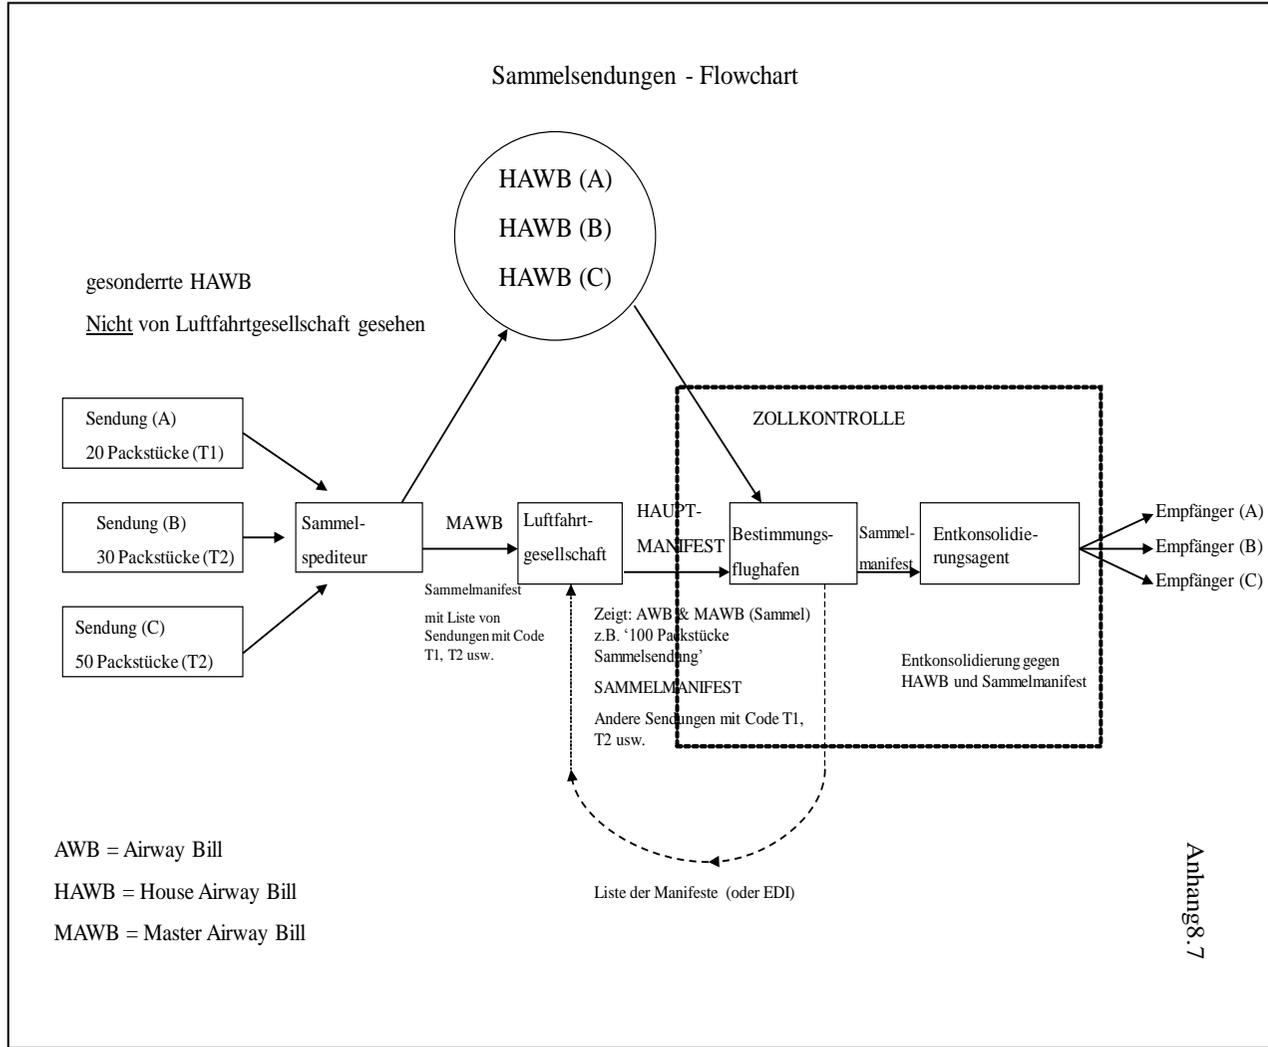 Sammelsendungen - Flowchart
HAWB (A)
HAWB (B)
HAWB (C)
gesonderrte HAWB
Nicht von Luftfahrtgesellschaft gesehen
Sendung (A)
20 Packstücke (T1)
Sendung (B)
30 Packstücke (T2)
Sendung (C)
50 Packstücke (T2)
Sammel-
spediteur
MAWB
Sammelmanifest
mit Liste von
Sendungen mit Code
T1, T2 usw.
Luftfahrt-
gesellschaft
HAUPT-
MANIFEST
Zeigt: AWB & MAWB (Sammel)
z.B. ‘100 Packstücke
Sammelsendung’
SAMMELMANIFEST
Andere Sendungen mit Code T1,
T2 usw.
ZOLLKONTROLLE
Bestimmungs-
flughafen
Sammel-
manifest
Entkonsolidie-
rungsagent
Entkonsolidierung gegen
HAWB und Sammelmanifest
Empfänger (A)
Empfänger (B)
Empfänger (C)
Liste der Manifeste (oder EDI)
AWB = Airway Bill
HAWB = House Airway Bill
MAWB = Master Airway Bill
Anhang8.7